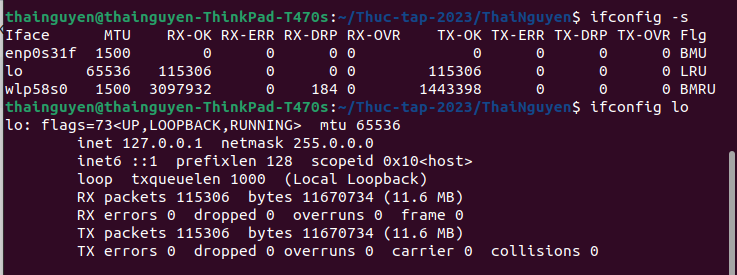 thainguyen@thainguyen-ThinkPad-T470s:~/Thuc-tap-2023/ThaiNguyen$ ifconfig -s
Iface MTU RX-OK RX-ERR RX-DRP RX-OVR TX-OK TX-ERR TX-DRP TX-OVR Flg
enp0s31f 1500 0 0 0 0 0 0 0 0 BMU
lo 65536 115306 0 0 0 115306 0 0 0 LRU
wlp58s0 1500 3097932 0 184 0 1443398 0 0 0 BMRU
thainguyen@thainguyen-ThinkPad-T470s:~/Thuc-tap-2023/ThaiNguyen$ ifconfig lo
lo: flags=73<UP,LOOPBACK,RUNNING> mtu 65536
inet 127.0.0.1 netmask 255.0.0.0
inet6 ::1 prefixlen 128 scopeid 0x10<host>
loop txqueuelen 1000 (Local Loopback)
RX packets 115306 bytes 11670734 (11.6 MB)
RX errors 0 dropped 0 overruns 0 frame 0
TX packets 115306 bytes 11670734 (11.6 MB)
TX errors 0 dropped 0 overruns 0 carrier 0 collisions 0